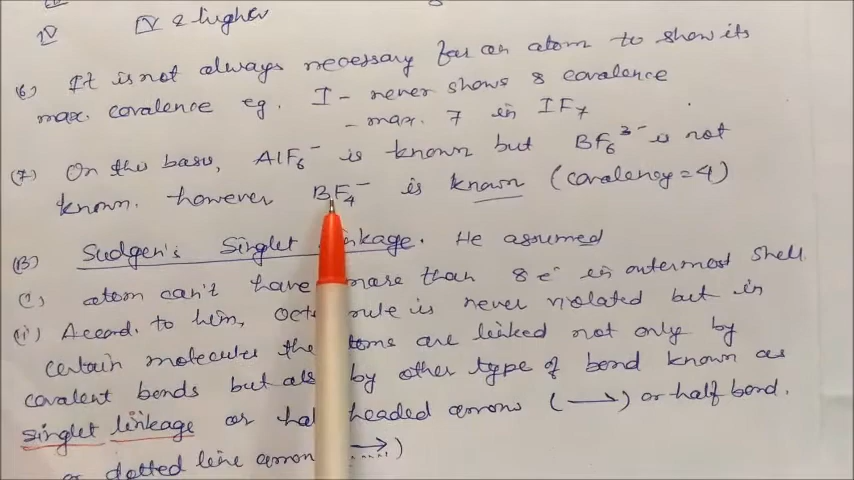 IV IV & higher
(6) It is not always necessary for an atom to show its
max. covalence eg. I - never shows 8 covalence
- max. 7 in IF₇
(7) On this basis, AlF₆⁻ is known but BF₆³⁻ is not
known. however BF₄⁻ is known (covalency = 4)
(B) Sudgen's Singlet linkage. He assumed
(i) atom can't have more than 8 e⁻ in outermost shell
(ii) Accord. to him, octet rule is never violated but in
certain molecules the atoms are linked not only by
covalent bonds but also by other type of bond known as
singlet linkage or half headed arrows (⇀) or half bond.
or dotted line arrow